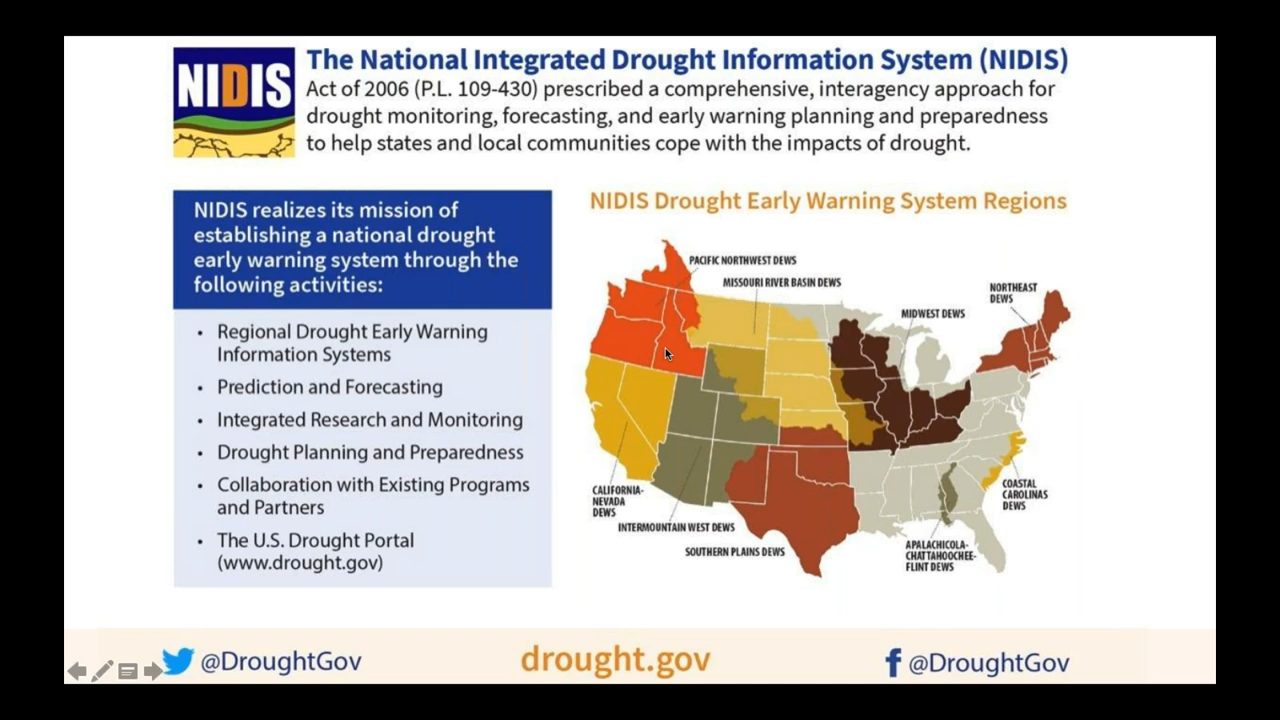 NIDIS
The National Integrated Drought Information System (NIDIS)
Act of 2006 (P.L. 109-430) prescribed a comprehensive, interagency approach for
drought monitoring, forecasting, and early warning planning and preparedness
to help states and local communities cope with the impacts of drought.
NIDIS realizes its mission of
establishing a national drought
early warning system through the
following activities:
• Regional Drought Early Warning
Information Systems
• Prediction and Forecasting
• Integrated Research and Monitoring
• Drought Planning and Preparedness
• Collaboration with Existing Programs
and Partners
• The U.S. Drought Portal
(www.drought.gov)
NIDIS Drought Early Warning System Regions
PACIFIC NORTHWEST DEWS
MISSOURI RIVER BASIN DEWS
NORTHEAST
DEWS
MIDWEST DEWS
CALIFORNIA-
NEVADA
DEWS
INTERMOUNTAIN WEST DEWS
SOUTHERN PLAINS DEWS
COASTAL
CAROLINAS
DEWS
APALACHICOLA-
CHATTAHOOCHEE-
FLINT DEWS
@DroughtGov
drought.gov
f @DroughtGov